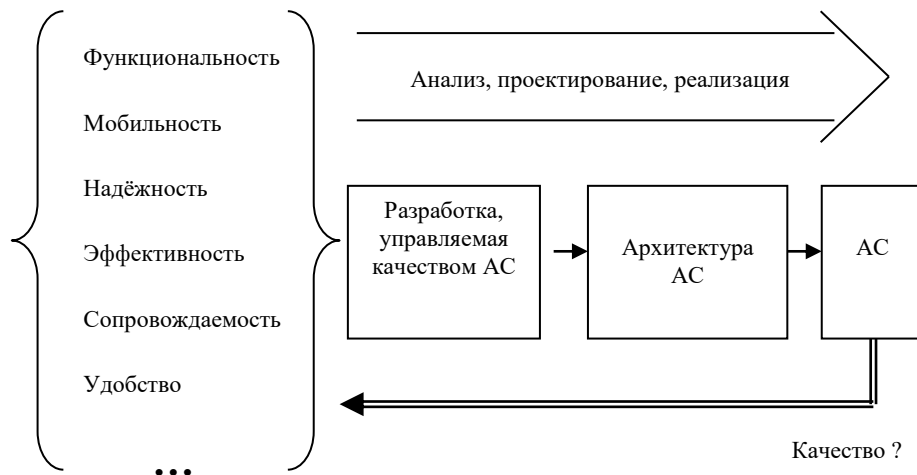 Функциональность
Мобильность
Надёжность
Эффективность
Сопровождаемость
Удобство
...
Анализ, проектирование, реализация
Разработка,
управляемая
качеством АС
Архитектура
АС
АС
Качество ?